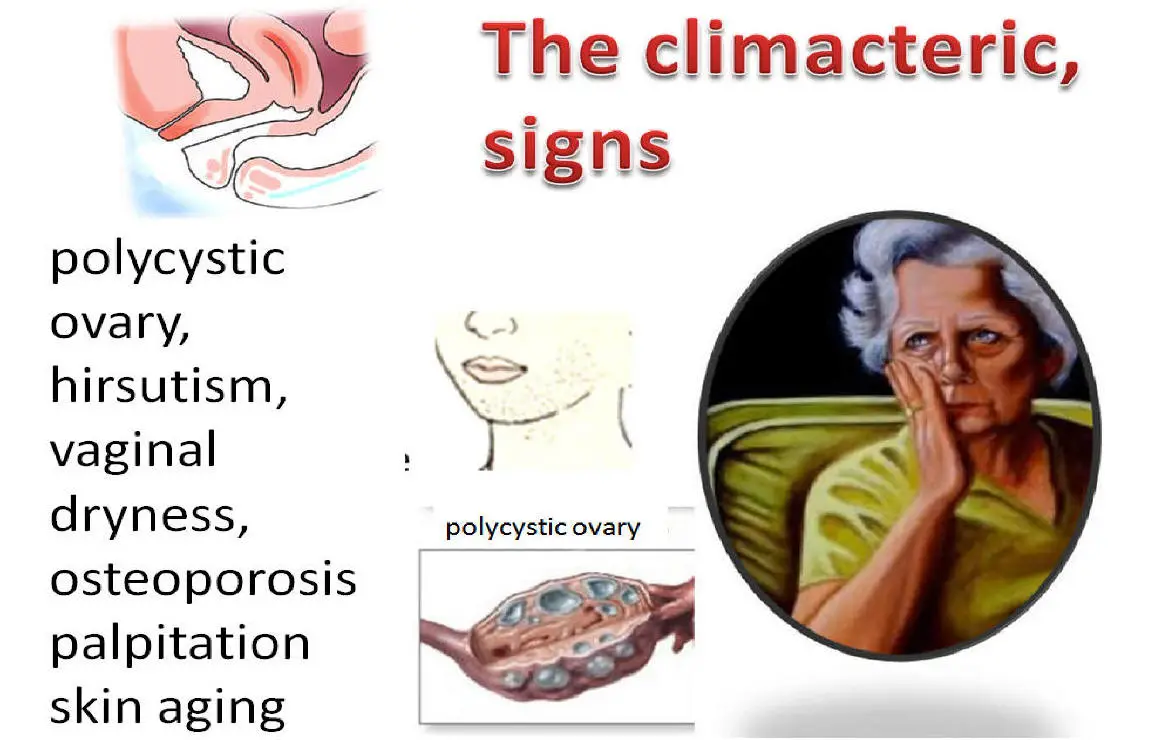 The climacteric,
signs
polycystic
ovary,
hirsutism,
vaginal
dryness,
osteoporosis
palpitation
skin aging
e
polycystic ovary